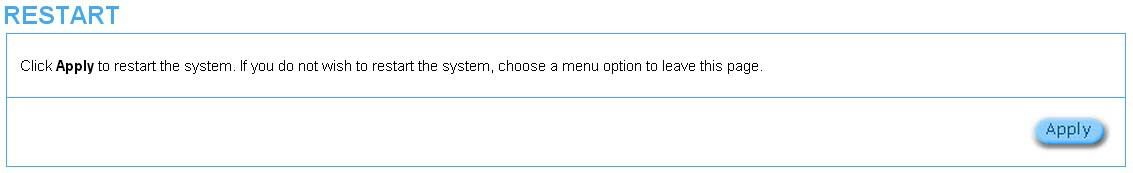 RESTART
Click Apply to restart the system. If you do not wish to restart the system, choose a menu option to leave this page.
Apply